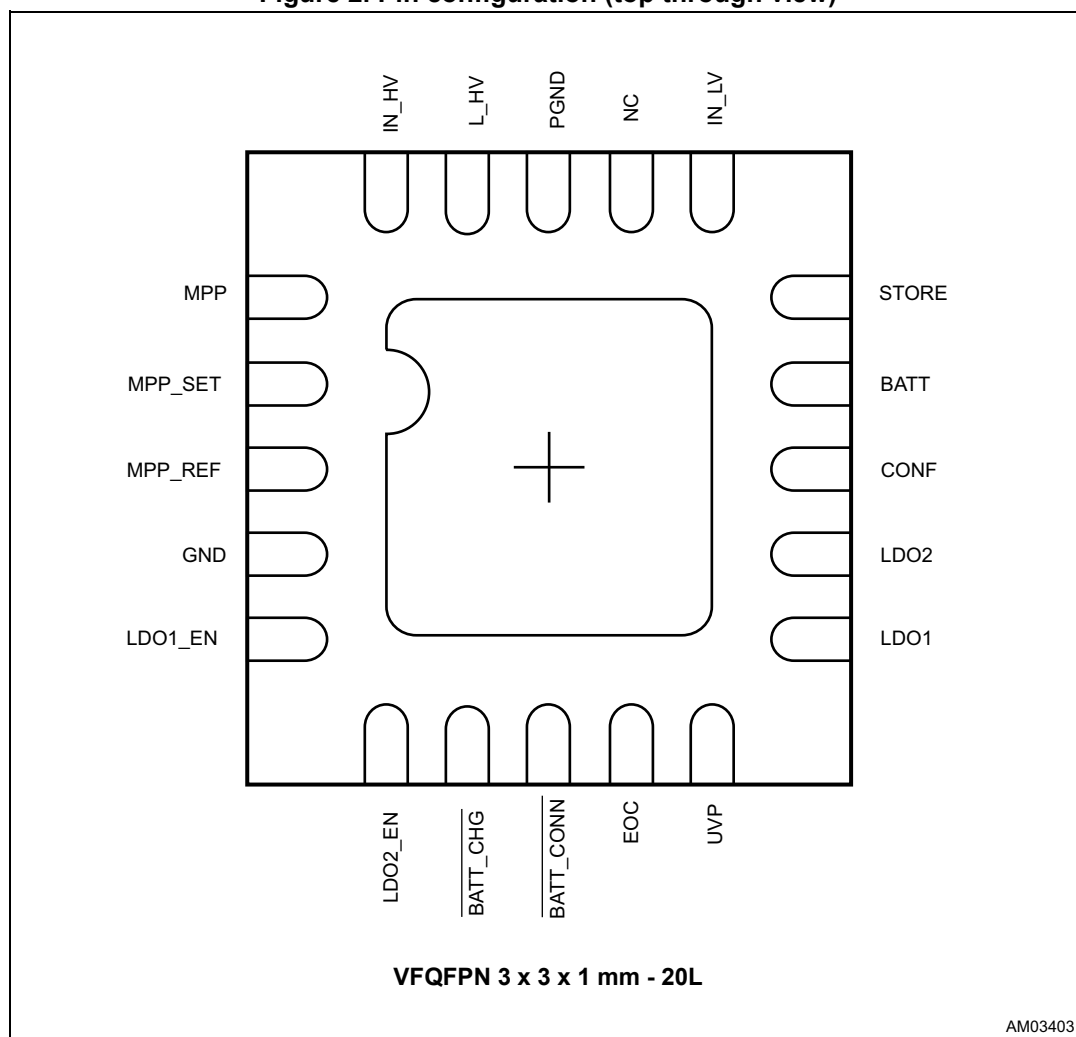 Figure 2. Pin configuration (top through view)
IN_HV
L_HV
PGND
NC
IN_LV
MPP
STORE
MPP_SET
BATT
MPP_REF
CONF
GND
LDO2
LDO1_EN
LDO1
LDO2_EN
BATT_CHG
BATT_CONN
EOC
UVP
VFQFPN 3 x 3 x 1 mm - 20L
AM03403